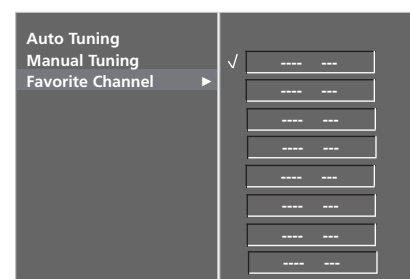 Auto Tuning
Manual Tuning
Favorite Channel ►
√ ---- ---
---- ---
---- ---
---- ---
---- ---
---- ---
---- ---
---- ---